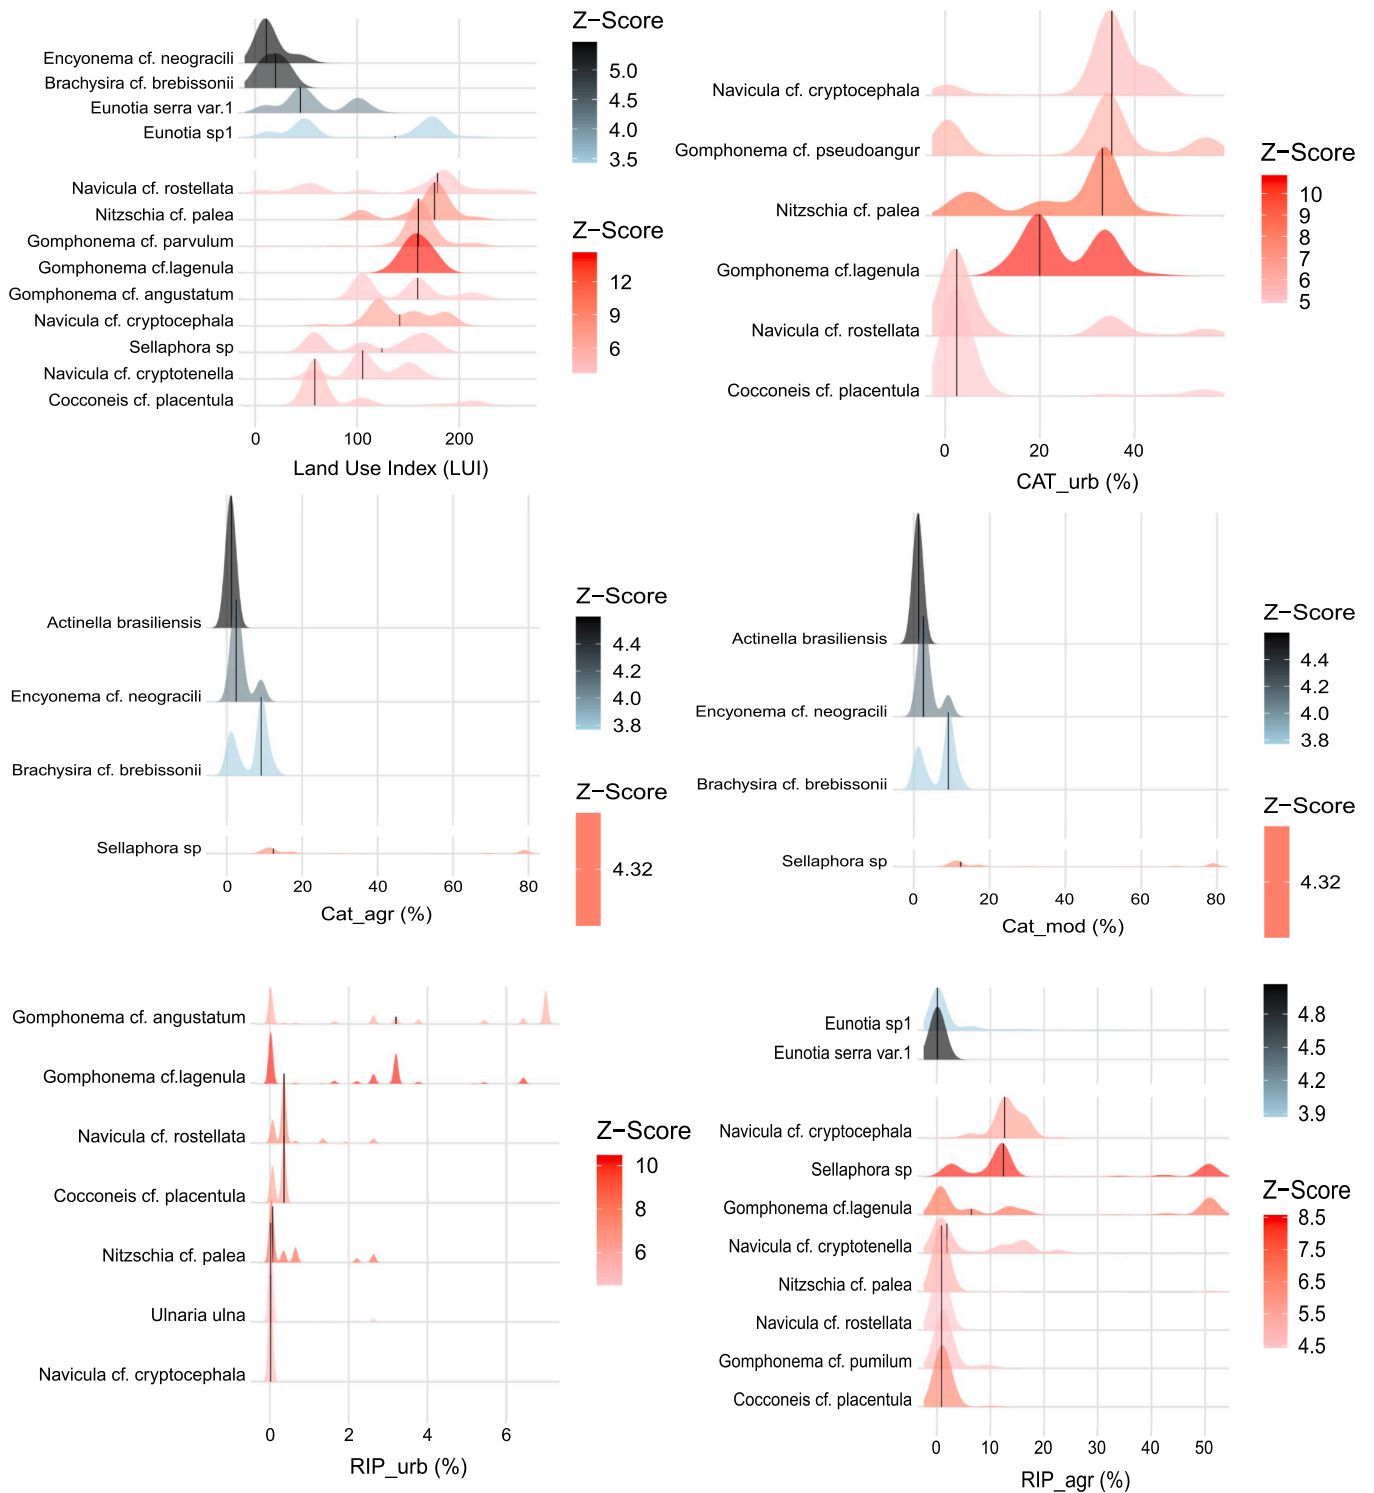 Encyonema cf. neogracili
Brachysira cf. brebissonii
Eunotia serra var.1
Eunotia sp1
Navicula cf. rostellata
Nitzschia cf. palea
Gomphonema cf. parvulum
Gomphonema cf.lagenula
Gomphonema cf. angustatum
Navicula cf. cryptocephala
Sellaphora sp
Navicula cf. cryptotenella
Cocconeis cf. placentula
0 100 200
Land Use Index (LUI)
Z−Score
5.0
4.5
4.0
3.5
Z−Score
12
9
6
Navicula cf. cryptocephala
Gomphonema cf. pseudoangur
Nitzschia cf. palea
Gomphonema cf.lagenula
Navicula cf. rostellata
Cocconeis cf. placentula
0 20 40
CAT_urb (%)
Z−Score
10
9
8
7
6
5
Actinella brasiliensis
Encyonema cf. neogracili
Brachysira cf. brebissonii
Sellaphora sp
0 20 40 60 80
Cat_agr (%)
Z−Score
4.4
4.2
4.0
3.8
Z−Score
4.32
Actinella brasiliensis
Encyonema cf. neogracili
Brachysira cf. brebissonii
Sellaphora sp
0 20 40 60 80
Cat_mod (%)
Z−Score
4.4
4.2
4.0
3.8
Z−Score
4.32
Gomphonema cf. angustatum
Gomphonema cf.lagenula
Navicula cf. rostellata
Cocconeis cf. placentula
Nitzschia cf. palea
Ulnaria ulna
Navicula cf. cryptocephala
0 2 4 6
RIP_urb (%)
Z−Score
10
8
6
Eunotia sp1
Eunotia serra var.1
Navicula cf. cryptocephala
Sellaphora sp
Gomphonema cf.lagenula
Navicula cf. cryptotenella
Nitzschia cf. palea
Navicula cf. rostellata
Gomphonema cf. pumilum
Cocconeis cf. placentula
0 10 20 30 40 50
RIP_agr (%)
4.8
4.5
4.2
3.9
Z−Score
8.5
7.5
6.5
5.5
4.5